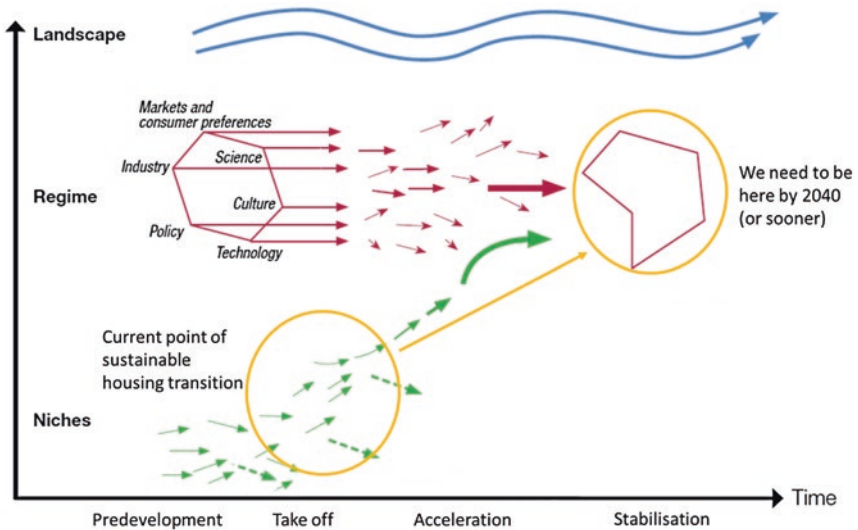 Landscape
Markets and
consumer preferences
Science
Industry
Regime
Culture
Policy
Technology
We need to be
here by 2040
(or sooner)
Current point of
sustainable
housing transition
Niches
Time
Predevelopment
Take off
Acceleration
Stabilisation